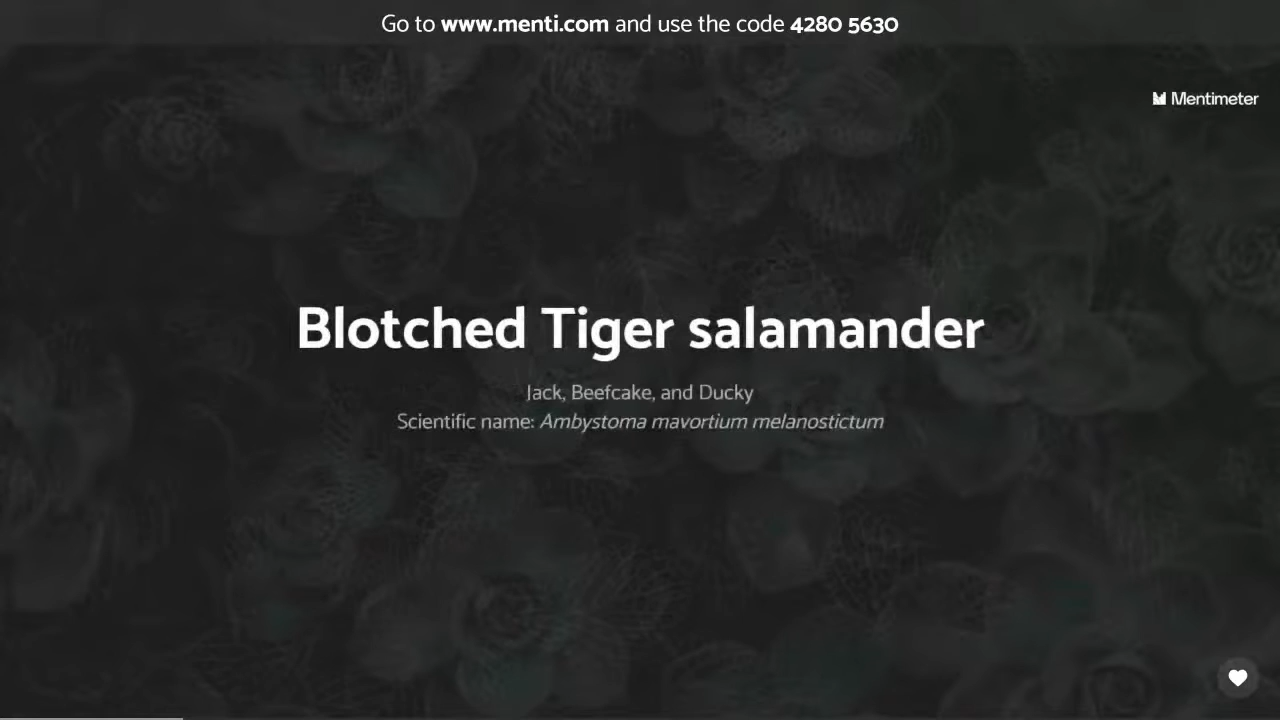 Go to www.menti.com and use the code 4280 5630
Mentimeter
Blotched Tiger salamander
Jack, Beefcake, and Ducky
Scientific name: Ambystoma mavortium melanostictum